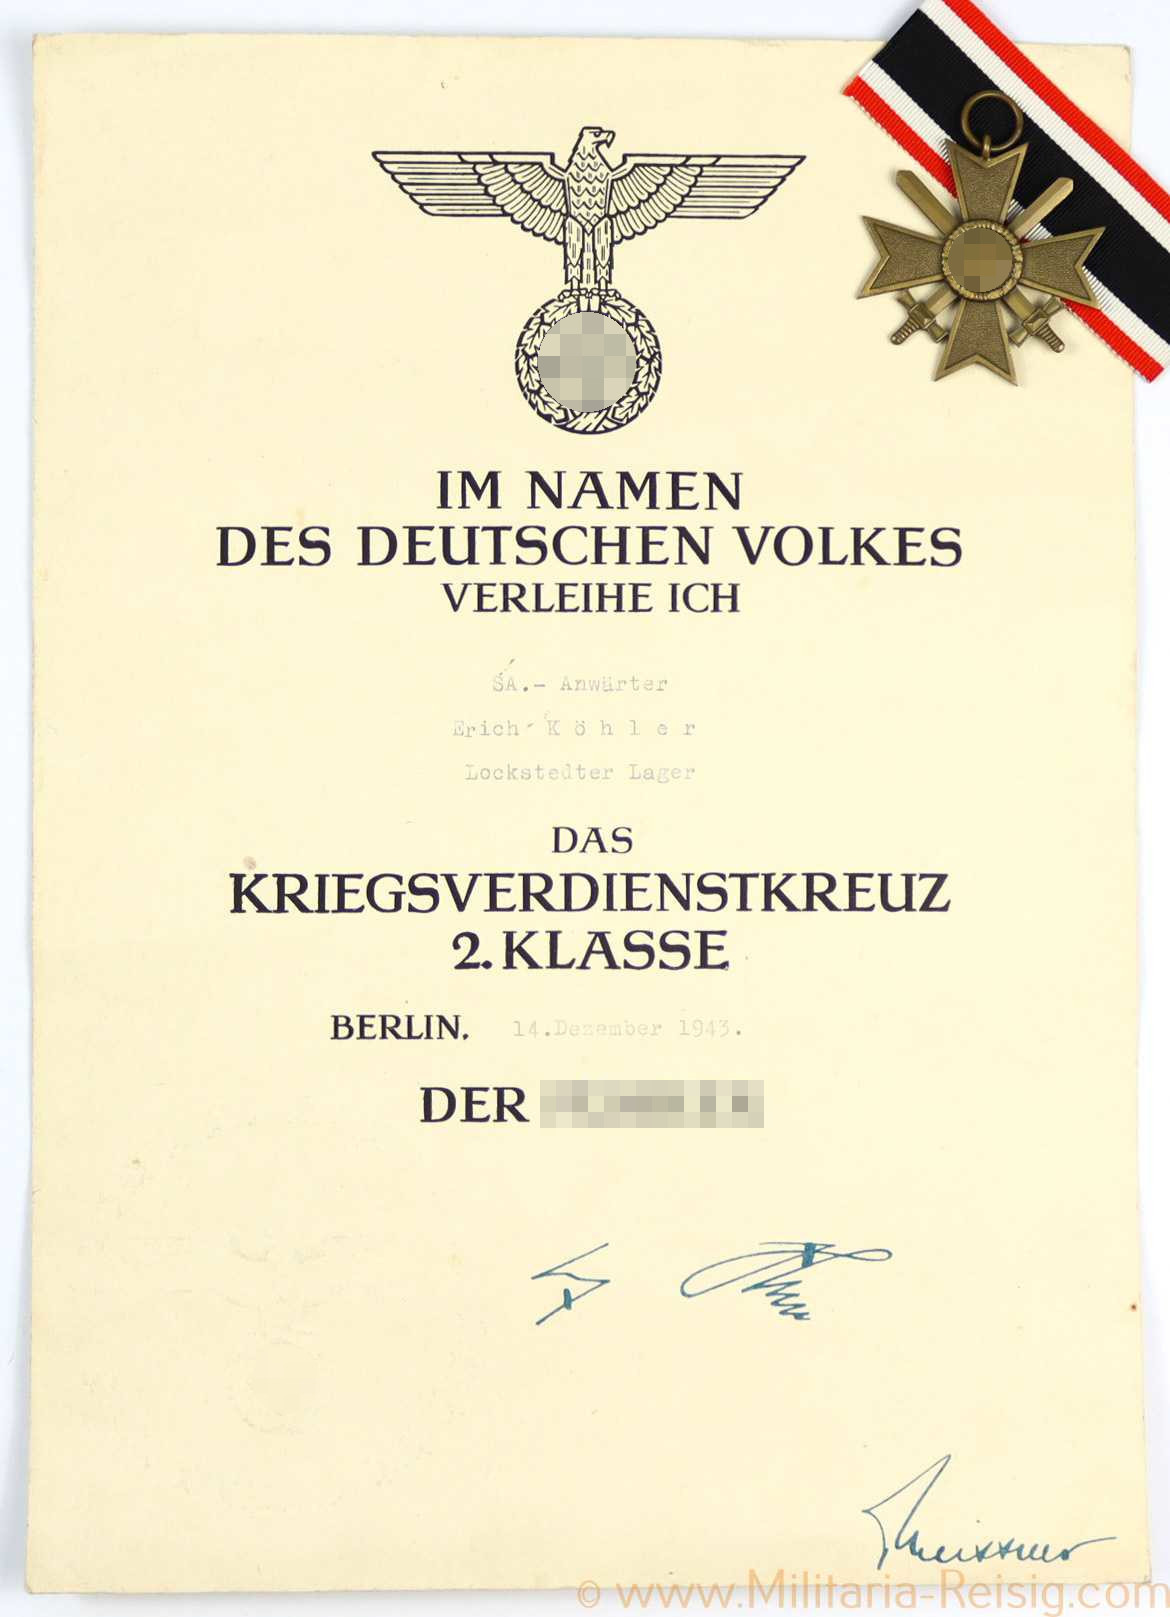 IM NAMEN
DES DEUTSCHEN VOLKES
VERLEIHE ICH
SA.- Anwärter
Erich K ö h l e r
Lockstedter Lager
DAS
KRIEGSVERDIENSTKREUZ
2. KLASSE
BERLIN, 14.Dezember 1943.
DER
Meissner
© www.Militaria-Reisig.com